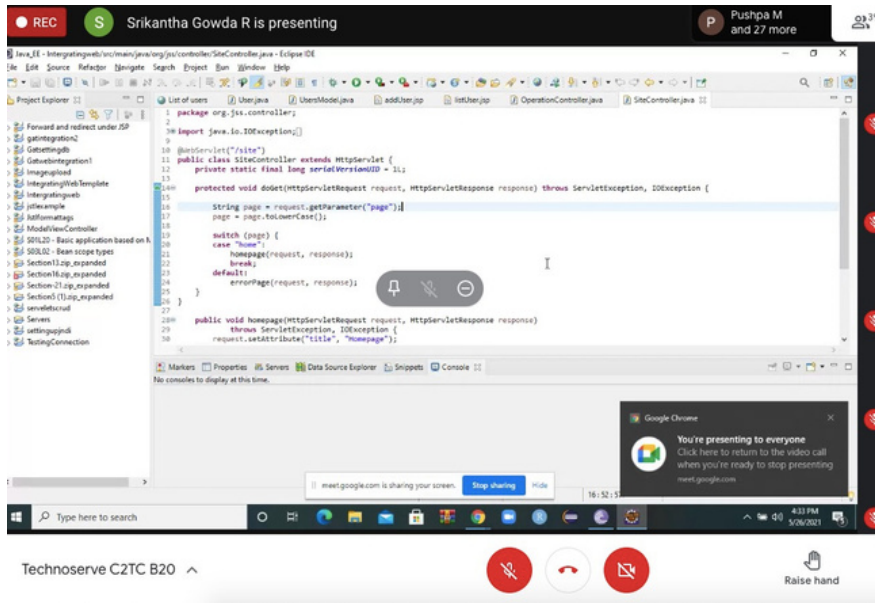 REC
S
Srikantha Gowda R is presenting
P
Pushpa M
and 27 more
Java_EE - Intergratingweb/src/main/java/org/jss/controller/SiteController.java - Eclipse IDE
File Edit Source Refactor Navigate Search Project Run Window Help
Project Explorer
List of users
User.java
UsersModel.java
addUser.jsp
listUser.jsp
OperationController.java
SiteController.java
Forward and redirect under JSP
gatintegration2
Gatsettingdb
Gatwebintegration1
Imageupload
IntegratingWebTemplate
Intergratingweb
jstlexample
Jstlformattags
ModelViewController
S01L20 - Basic application based on
S03L02 - Bean scope types
Section13.zip_expanded
Section16.zip_expanded
Section-21.zip_expanded
Section5 (1).zip_expanded
serveletscrud
Servers
settingupjndi
TestingConnection
1 package org.jss.controller;
2
3 import java.io.IOException;
9
10 @WebServlet("/site")
11 public class SiteController extends HttpServlet {
12 private static final long serialVersionUID = 1L;
13
14 protected void doGet(HttpServletRequest request, HttpServletResponse response) throws ServletException, IOException {
15
16 String page = request.getParameter("page");
17 page = page.toLowerCase();
18
19 switch (page) {
20 case "home":
21 homepage(request, response);
22 break;
23 default:
24 errorPage(request, response);
25 }
26 }
27
28 public void homepage(HttpServletRequest request, HttpServletResponse response)
29 throws ServletException, IOException {
30 request.setAttribute("title", "Homepage");
Markers Properties Servers Data Source Explorer Snippets Console
No consoles to display at this time.
Google Chrome
You're presenting to everyone
Click here to return to the video call
when you're ready to stop presenting
meet.google.com
meet.google.com is sharing your screen.
Stop sharing
Hide
Type here to search
4:33 PM
5/26/2021
Technoserve C2TC B20
Raise hand